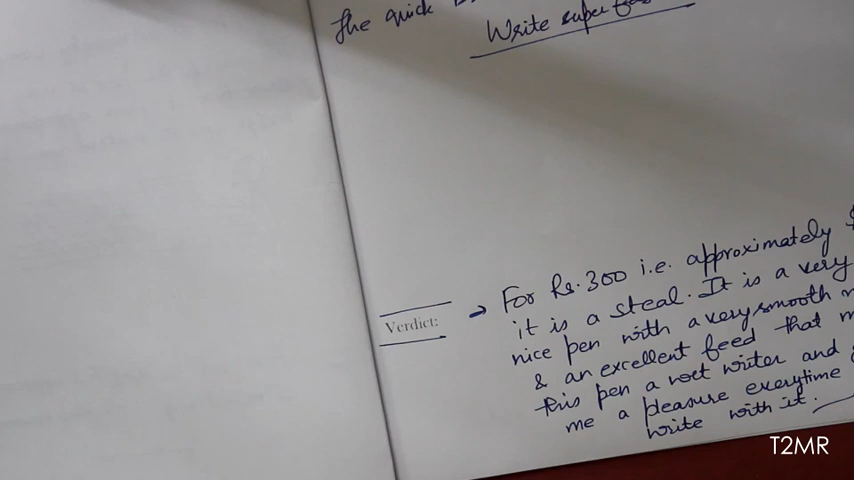 The quick
Write super
For Rs. 300 i.e. approximately $
it is a steal. It is a very
Verdict: →
nice pen with a very smooth
& an excellent feed that
this pen a wet writer and
me a pleasure everytime
write with it.
T2MR